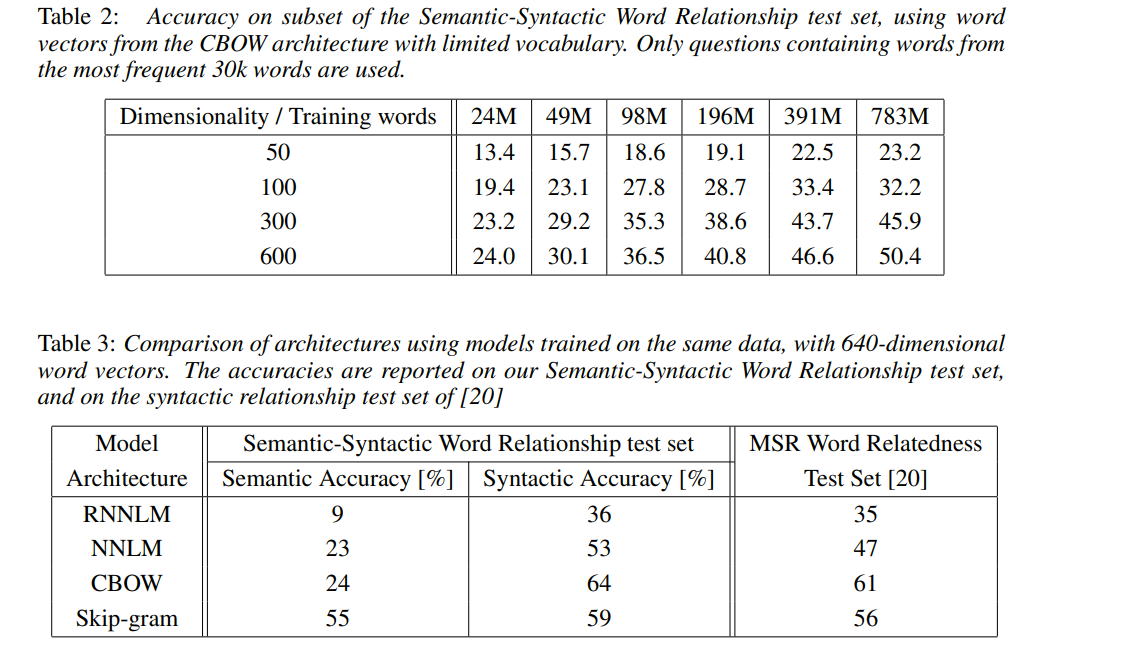 Table 2: Accuracy on subset of the Semantic-Syntactic Word Relationship test set, using word
vectors from the CBOW architecture with limited vocabulary. Only questions containing words from
the most frequent 30k words are used.
Dimensionality / Training words 24M 49M 98M 196M 391M 783M
50 13.4 15.7 18.6 19.1 22.5 23.2
100 19.4 23.1 27.8 28.7 33.4 32.2
300 23.2 29.2 35.3 38.6 43.7 45.9
600 24.0 30.1 36.5 40.8 46.6 50.4
Table 3: Comparison of architectures using models trained on the same data, with 640-dimensional
word vectors. The accuracies are reported on our Semantic-Syntactic Word Relationship test set,
and on the syntactic relationship test set of [20]
Model Semantic-Syntactic Word Relationship test set MSR Word Relatedness
Architecture Semantic Accuracy [%] Syntactic Accuracy [%] Test Set [20]
RNNLM 9 36 35
NNLM 23 53 47
CBOW 24 64 61
Skip-gram 55 59 56